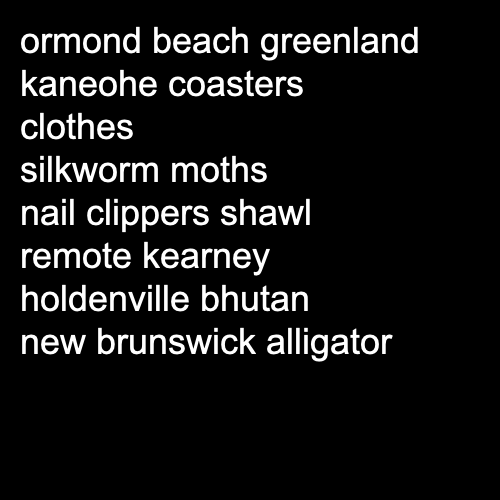 ormond beach greenland
kaneohe coasters
clothes
silkworm moths
nail clippers shawl
remote kearney
holdenville bhutan
new brunswick alligator